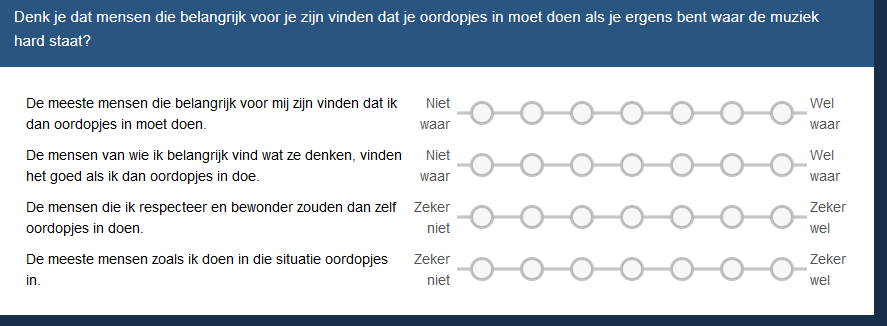 Denk je dat mensen die belangrijk voor je zijn vinden dat je oordopjes in moet doen als je ergens bent waar de muziek
hard staat?
De meeste mensen die belangrijk voor mij zijn vinden dat ik
dan oordopjes in moet doen.
Niet
waar
Wel
waar
De mensen van wie ik belangrijk vind wat ze denken, vinden
het goed als ik dan oordopjes in doe.
Niet
waar
Wel
waar
De mensen die ik respecteer en bewonder zouden dan zelf
oordopjes in doen.
Zeker
niet
Zeker
wel
De meeste mensen zoals ik doen in die situatie oordopjes
in.
Zeker
niet
Zeker
wel